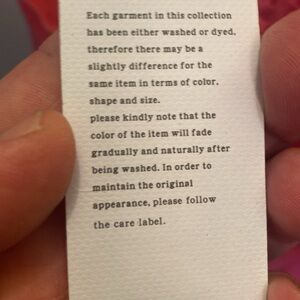 Each garment in this collection
has been either washed or dyed,
therefore there may be a
slightly difference for the
same item in terms of color,
shape and size.
please kindly note that the
color of the item will fade
gradually and naturally after
being washed. In order to
maintain the original
appearance, please follow
the care label.